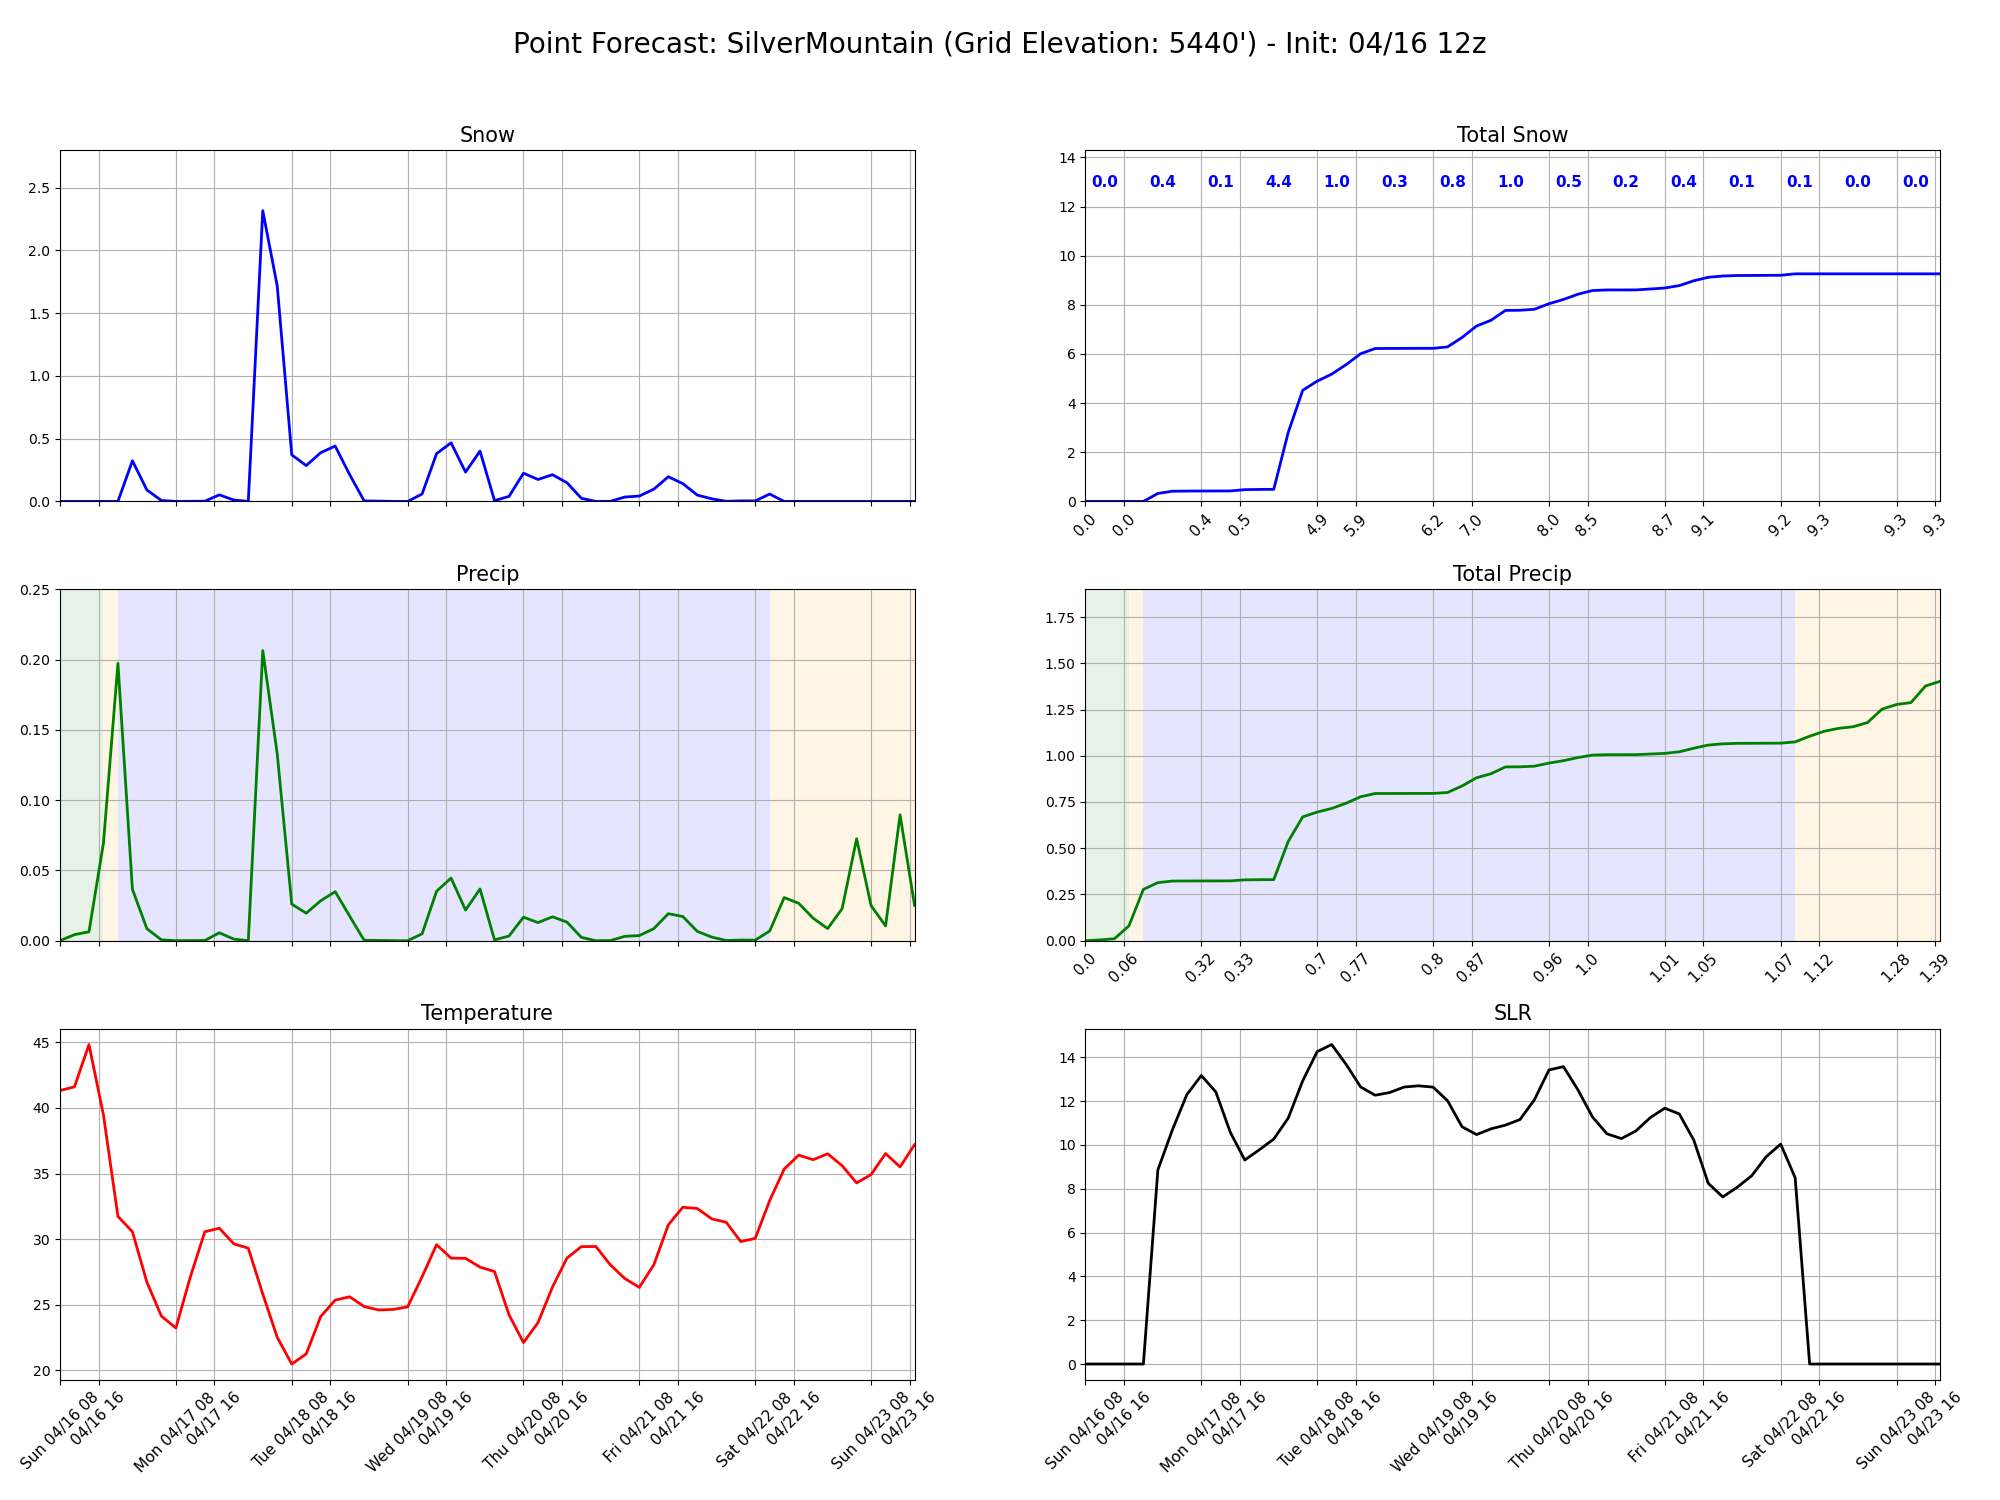 Point Forecast: SilverMountain (Grid Elevation: 5440') - Init: 04/16 12z
Snow
2.5
2.0
1.5
1.0
0.5
0.0
Total Snow
14
12
10
8
6
4
2
0
0.0 0.4 0.1 4.4 1.0 0.3 0.8 1.0 0.5 0.2 0.4 0.1 0.1 0.0 0.0
0.0 0.0 0.4 0.5 4.9 5.9 6.2 7.0 8.0 8.5 8.7 9.1 9.2 9.3 9.3 9.3
Precip
0.25
0.20
0.15
0.10
0.05
0.00
Total Precip
1.75
1.50
1.25
1.00
0.75
0.50
0.25
0.00
0.0 0.06 0.32 0.33 0.7 0.77 0.8 0.87 0.96 1.0 1.01 1.05 1.07 1.12 1.28 1.39
Temperature
45
40
35
30
25
20
Sun 04/16 08
04/16 16
Mon 04/17 08
04/17 16
Tue 04/18 08
04/18 16
Wed 04/19 08
04/19 16
Thu 04/20 08
04/20 16
Fri 04/21 08
04/21 16
Sat 04/22 08
04/22 16
Sun 04/23 08
04/23 16
SLR
14
12
10
8
6
4
2
0
Sun 04/16 08
04/16 16
Mon 04/17 08
04/17 16
Tue 04/18 08
04/18 16
Wed 04/19 08
04/19 16
Thu 04/20 08
04/20 16
Fri 04/21 08
04/21 16
Sat 04/22 08
04/22 16
Sun 04/23 08
04/23 16